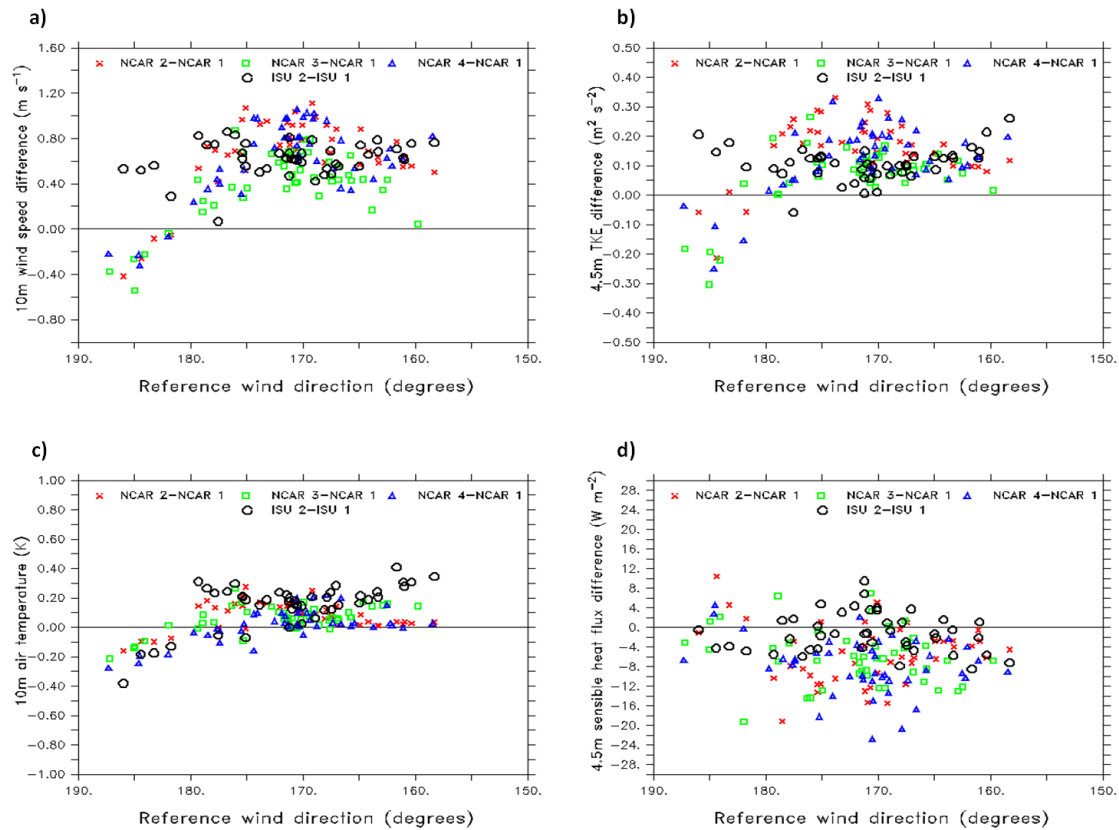 a)
1.60
1.20
0.80
0.40
0.00
−0.40
−0.80
10m wind speed difference (m s⁻¹)
NCAR 2−NCAR 1 NCAR 3−NCAR 1 NCAR 4−NCAR 1
ISU 2−ISU 1
190. 180. 170. 160. 150.
Reference wind direction (degrees)
b)
0.50
0.40
0.30
0.20
0.10
0.00
−0.10
−0.20
−0.30
−0.40
−0.50
4.5m TKE difference (m² s⁻²)
NCAR 2−NCAR 1 NCAR 3−NCAR 1 NCAR 4−NCAR 1
ISU 2−ISU 1
190. 180. 170. 160. 150.
Reference wind direction (degrees)
c)
1.00
0.80
0.60
0.40
0.20
0.00
−0.20
−0.40
−0.60
−0.80
−1.00
10m air temperature (K)
NCAR 2−NCAR 1 NCAR 3−NCAR 1 NCAR 4−NCAR 1
ISU 2−ISU 1
190. 180. 170. 160. 150.
Reference wind direction (degrees)
d)
28.
24.
20.
16.
12.
8.
4.
0.
−4.
−8.
−12.
−16.
−20.
−24.
−28.
4.5m sensible heat flux difference (W m⁻²)
NCAR 2−NCAR 1 NCAR 3−NCAR 1 NCAR 4−NCAR 1
ISU 2−ISU 1
190. 180. 170. 160. 150.
Reference wind direction (degrees)